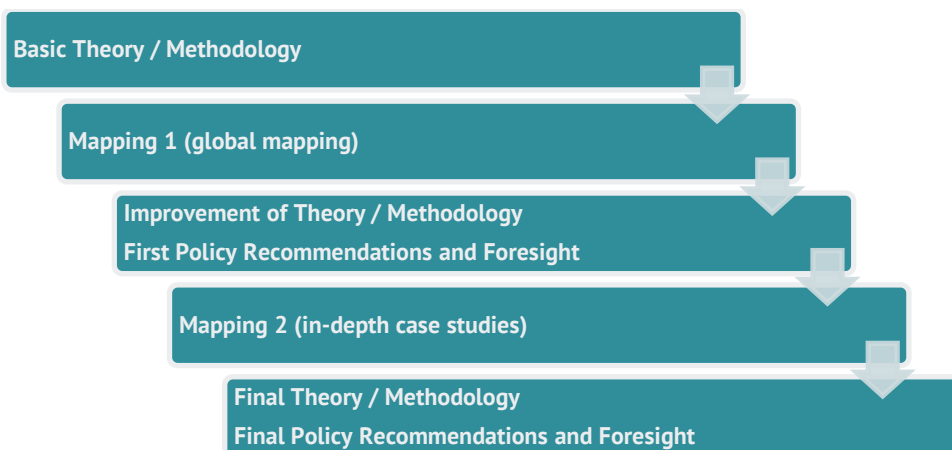 Basic Theory / Methodology
Mapping 1 (global mapping)
Improvement of Theory / Methodology
First Policy Recommendations and Foresight
Mapping 2 (in-depth case studies)
Final Theory / Methodology
Final Policy Recommendations and Foresight